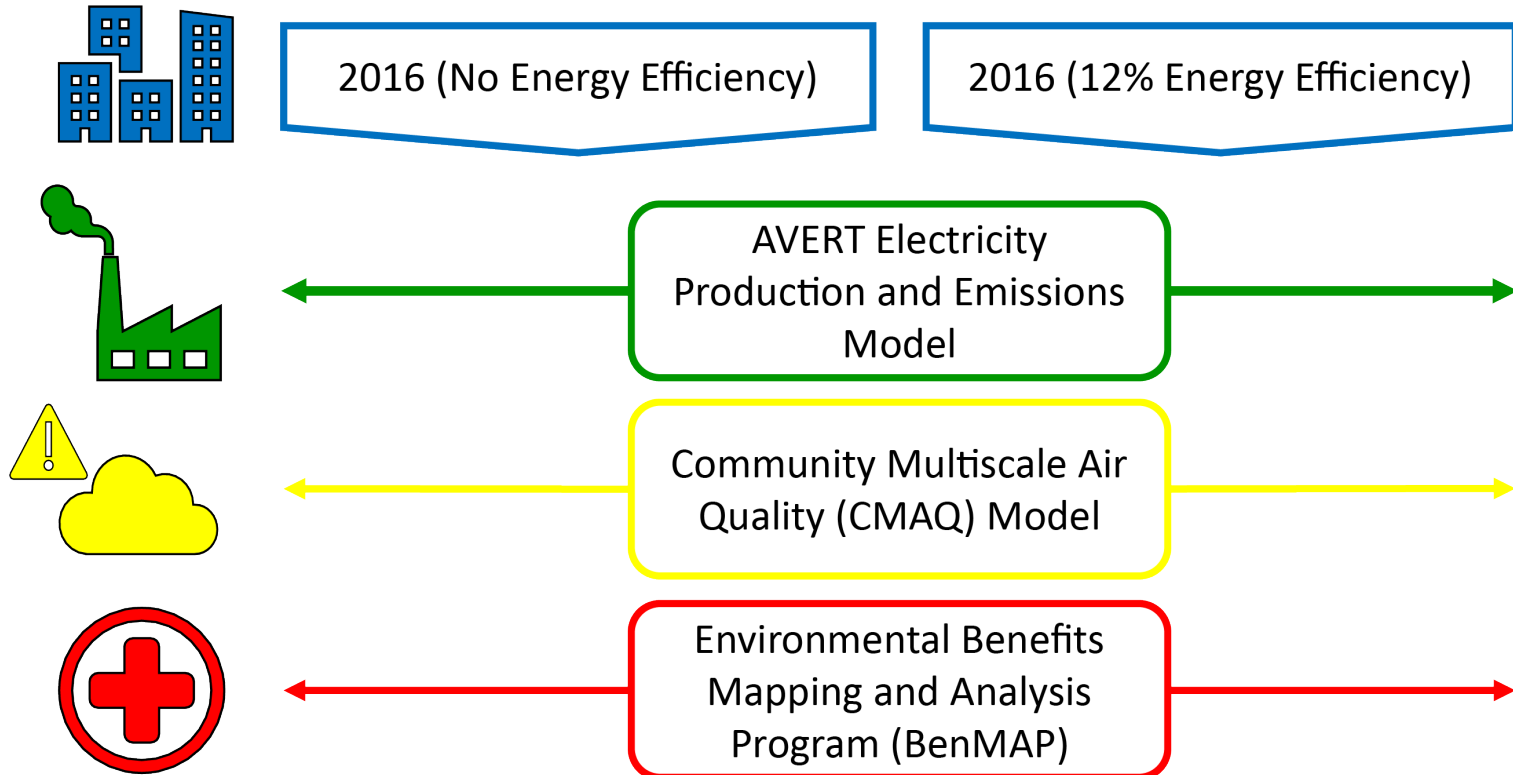 2016 (No Energy Efficiency)
2016 (12% Energy Efficiency)
AVERT Electricity
Production and Emissions
Model
Community Multiscale Air
Quality (CMAQ) Model
Environmental Benefits
Mapping and Analysis
Program (BenMAP)